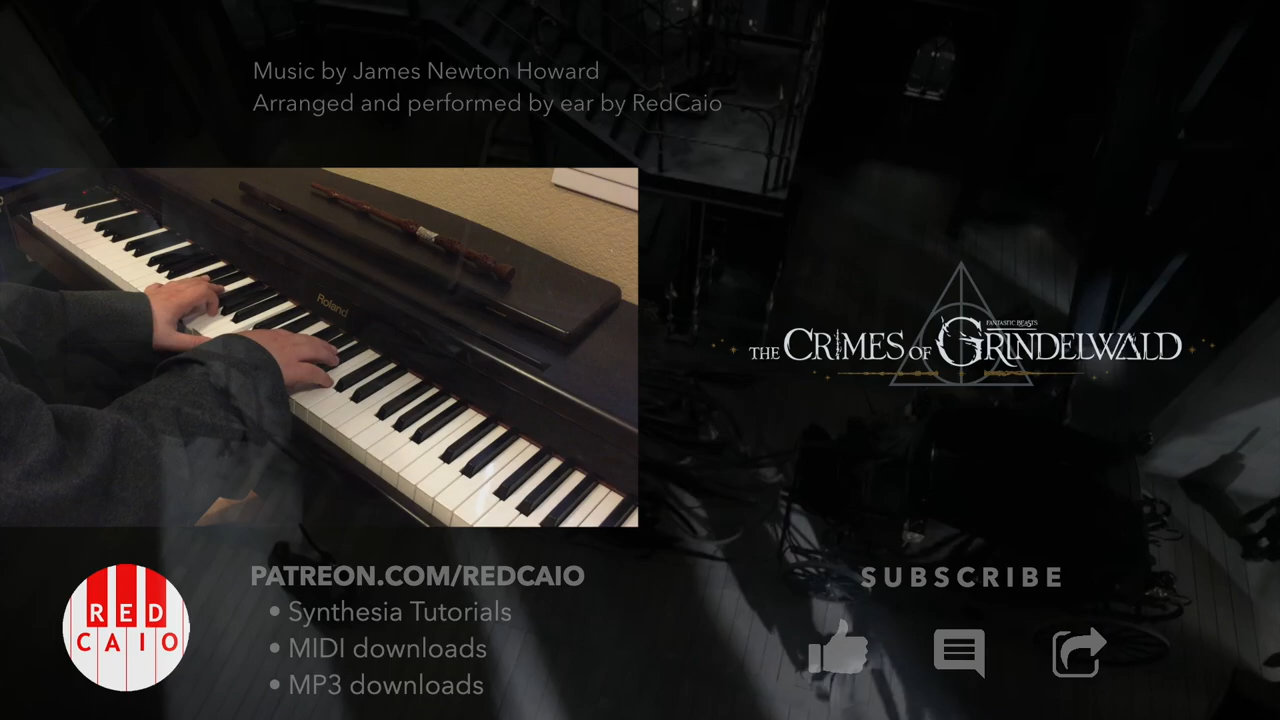 Music by James Newton Howard
Arranged and performed by ear by RedCaio
Roland
FANTASTIC BEASTS
THE CRIMES OF GRINDELWALD
PATREON.COM/REDCAIO
• Synthesia Tutorials
• MIDI downloads
• MP3 downloads
RED
CAIO
SUBSCRIBE